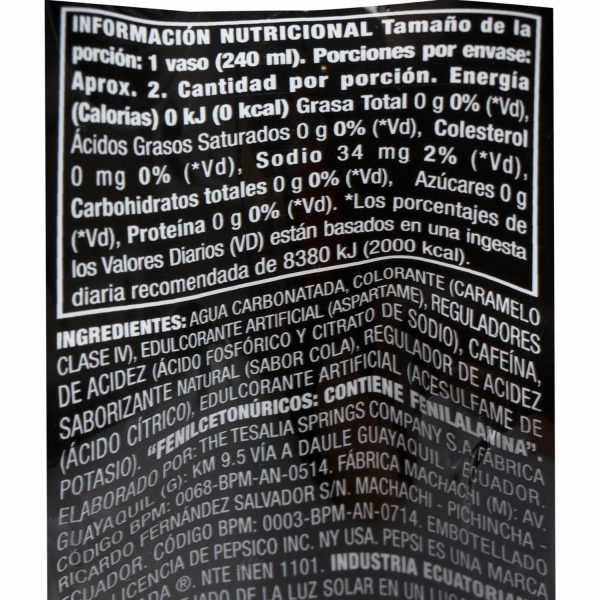 INFORMACIÓN NUTRICIONAL Tamaño de la
porción: 1 vaso (240 ml). Porciones por envase:
Aprox. 2. Cantidad por porción. Energía
(Calorías) 0 kJ (0 kcal) Grasa Total 0 g 0% (*Vd),
Ácidos Grasos Saturados 0 g 0% (*Vd), Colesterol
0 mg 0% (*Vd), Sodio 34 mg 2% (*Vd),
Carbohidratos totales 0 g 0% (*Vd), Azúcares 0 g
(*Vd), Proteína 0 g 0% (*Vd). *Los porcentajes de
los Valores Diarios (VD) están basados en una ingesta
diaria recomendada de 8380 kJ (2000 kcal).
INGREDIENTES: AGUA CARBONATADA, COLORANTE (CARAMELO
CLASE IV), EDULCORANTE ARTIFICIAL (ASPARTAME), REGULADORES
DE ACIDEZ (ÁCIDO FOSFÓRICO Y CITRATO DE SODIO), CAFEÍNA,
SABORIZANTE NATURAL (SABOR COLA), REGULADOR DE ACIDEZ
(ÁCIDO CÍTRICO), EDULCORANTE ARTIFICIAL (ACESULFAME DE
POTASIO). "FENILCETONÚRICOS: CONTIENE FENILALAMINA".
ELABORADO POR: THE TESALIA SPRINGS COMPANY S.A. FÁBRICA
GUAYAQUIL (G): KM 9.5 VÍA A DAULE GUAYAQUIL - ECUADOR.
CÓDIGO BPM: 0068-BPM-AN-0514. FÁBRICA MACHACHI (M): AV.
RICARDO FERNÁNDEZ SALVADOR S/N. MACHACHI - PICHINCHA -
ECUADOR. CÓDIGO BPM: 0003-BPM-AN-0714. EMBOTELLADO
LICENCIA DE PEPSICO INC. NY USA. PEPSI ES UNA MARCA
ADA®. NTE INEN 1101. INDUSTRIA ECUATORIAN
DE LA LUZ SOLAR EN UN